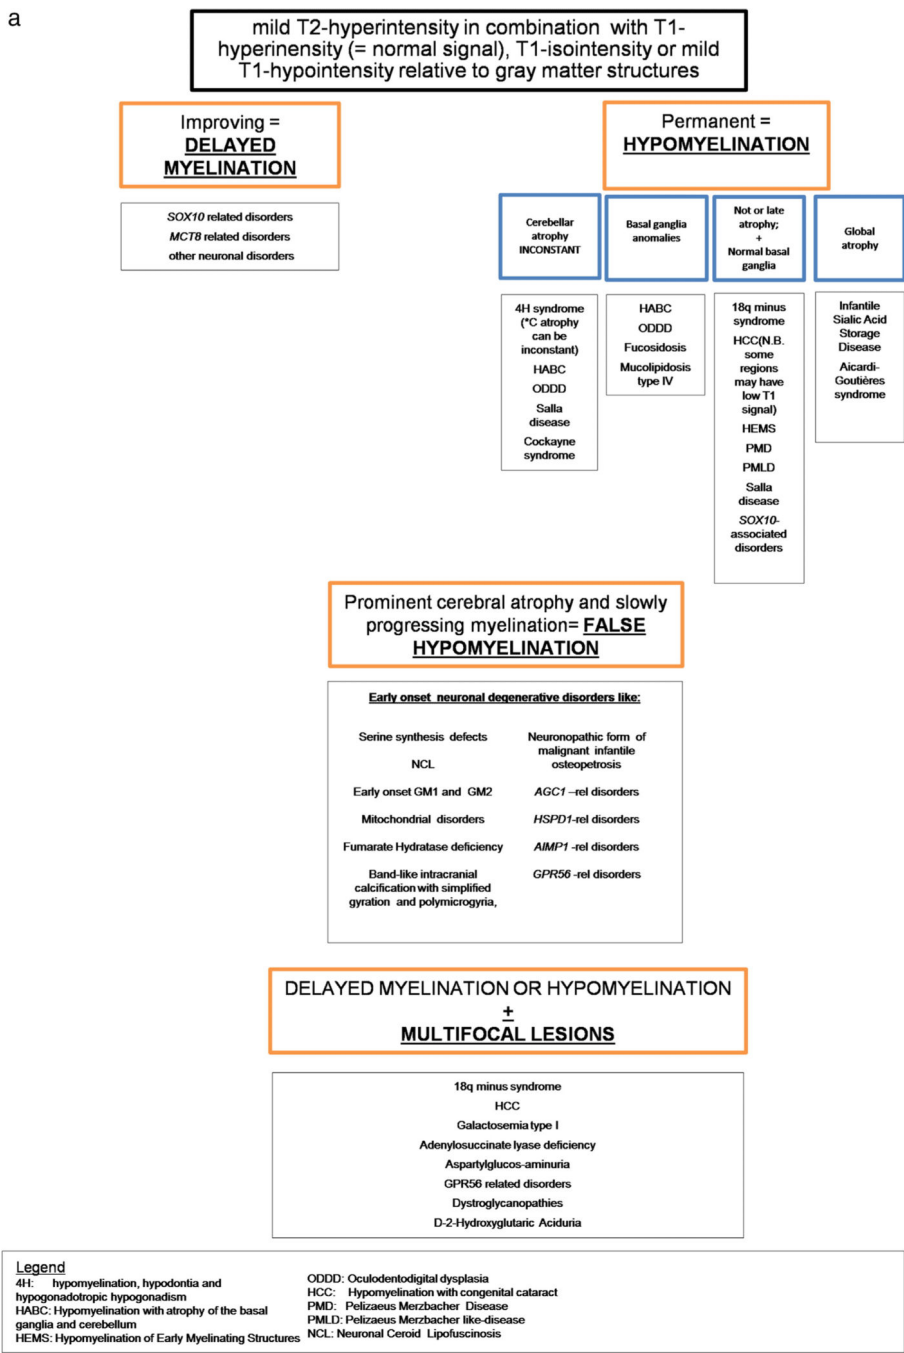 a
mild T2-hyperintensity in combination with T1-
hyperinensity (= normal signal), T1-isointensity or mild
T1-hypointensity relative to gray matter structures
Improving =
DELAYED
MYELINATION
SOX10 related disorders
MCT8 related disorders
other neuronal disorders
Permanent =
HYPOMYELINATION
Cerebellar
atrophy
INCONSTANT
4H syndrome
(*C atrophy
can be
inconstant)
HABC
ODDD
Salla
disease
Cockayne
syndrome
Basal ganglia
anomalies
HABC
ODDD
Fucosidosis
Mucolipidosis
type IV
Not or late
atrophy;
+
Normal basal
ganglia
18q minus
syndrome
HCC(N.B.
some
regions
may have
low T1
signal)
HEMS
PMD
PMLD
Salla
disease
SOX10-
associated
disorders
Global
atrophy
Infantile
Sialic Acid
Storage
Disease
Aicardi-
Goutières
syndrome
Prominent cerebral atrophy and slowly
progressing myelination= FALSE
HYPOMYELINATION
Early onset neuronal degenerative disorders like:
Serine synthesis defects
NCL
Early onset GM1 and GM2
Mitochondrial disorders
Fumarate Hydratase deficiency
Band-like intracranial
calcification with simplified
gyration and polymicrogyria,
Neuronopathic form of
malignant infantile
osteopetrosis
AGC1 –rel disorders
HSPD1-rel disorders
AIMP1 -rel disorders
GPR56 -rel disorders
DELAYED MYELINATION OR HYPOMYELINATION
+
MULTIFOCAL LESIONS
18q minus syndrome
HCC
Galactosemia type I
Adenylosuccinate lyase deficiency
Aspartylglucos-aminuria
GPR56 related disorders
Dystroglycanopathies
D-2-Hydroxyglutaric Aciduria
Legend
4H: hypomyelination, hypodontia and
hypogonadotropic hypogonadism
HABC: Hypomyelination with atrophy of the basal
ganglia and cerebellum
HEMS: Hypomyelination of Early Myelinating Structures
ODDD: Oculodentodigital dysplasia
HCC: Hypomyelination with congenital cataract
PMD: Pelizaeus Merzbacher Disease
PMLD: Pelizaeus Merzbacher like-disease
NCL: Neuronal Ceroid Lipofuscinosis